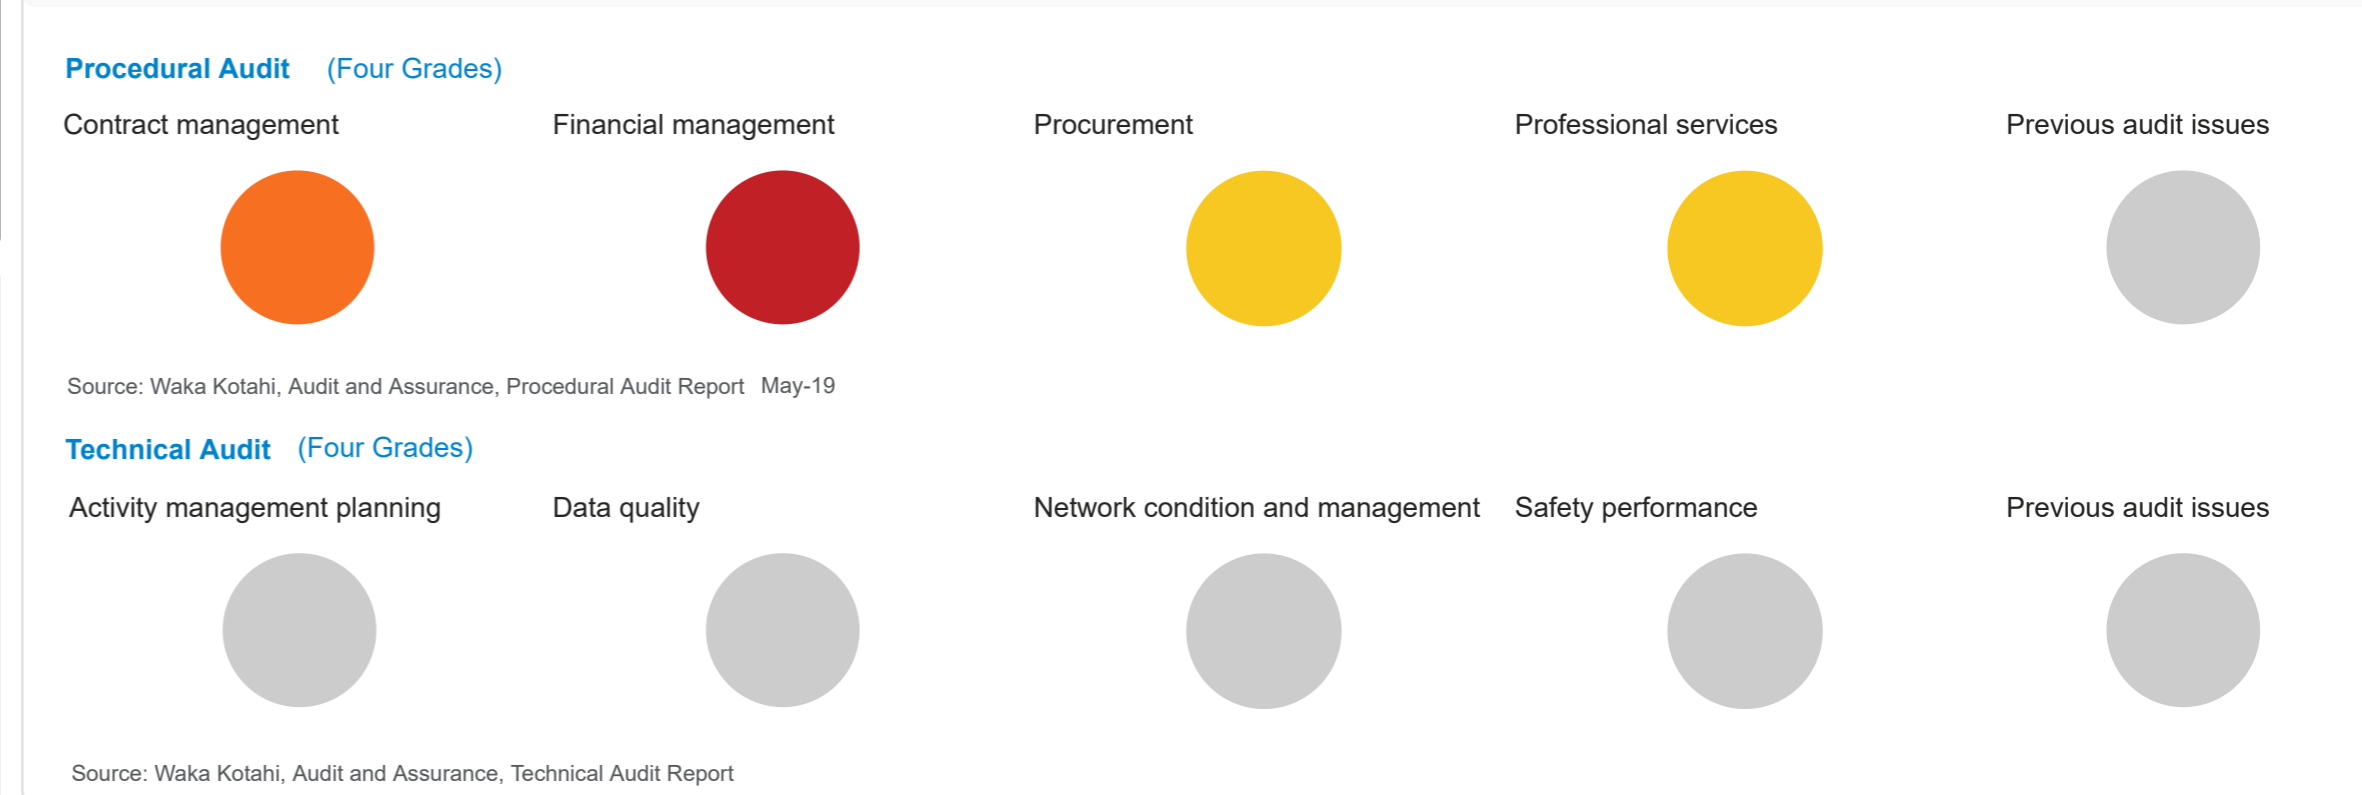 Procedural Audit (Four Grades)
Contract management
Financial management
Procurement
Professional services
Previous audit issues
Source: Waka Kotahi, Audit and Assurance, Procedural Audit Report May-19
Technical Audit (Four Grades)
Activity management planning
Data quality
Network condition and management
Safety performance
Previous audit issues
Source: Waka Kotahi, Audit and Assurance, Technical Audit Report